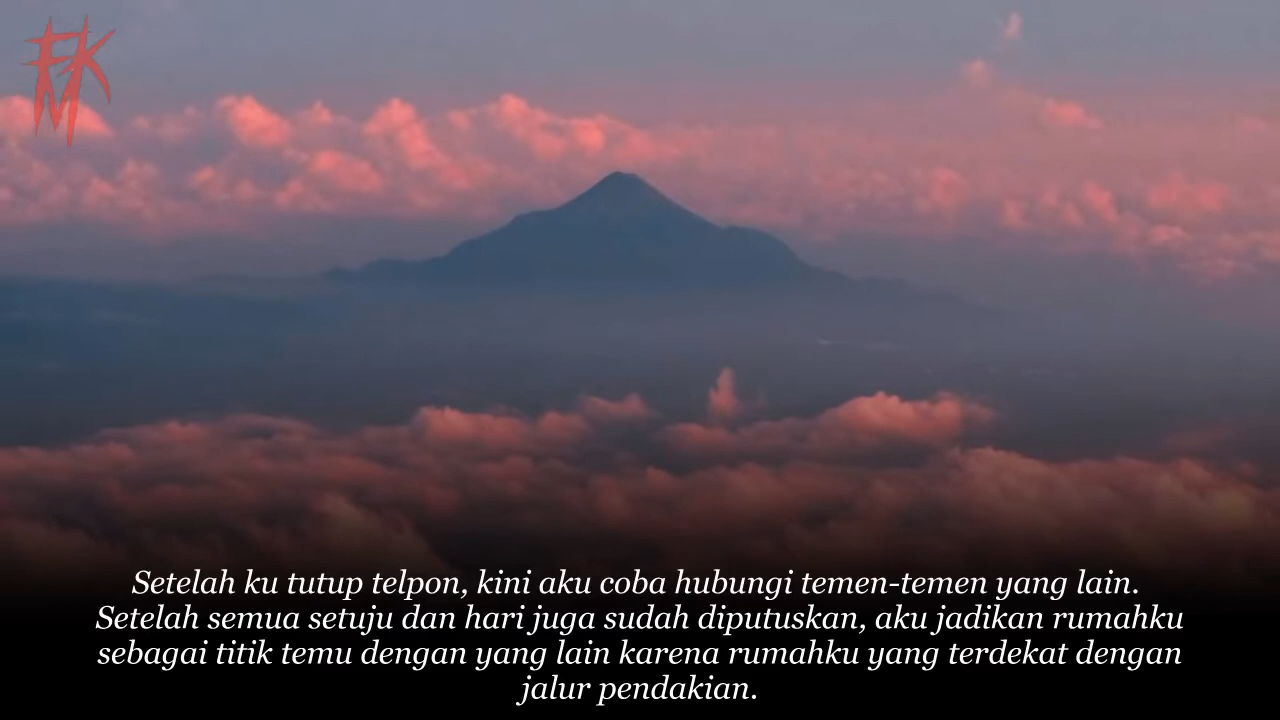 FKM
Setelah ku tutup telpon, kini aku coba hubungi temen-temen yang lain.
Setelah semua setuju dan hari juga sudah diputuskan, aku jadikan rumahku
sebagai titik temu dengan yang lain karena rumahku yang terdekat dengan
jalur pendakian.